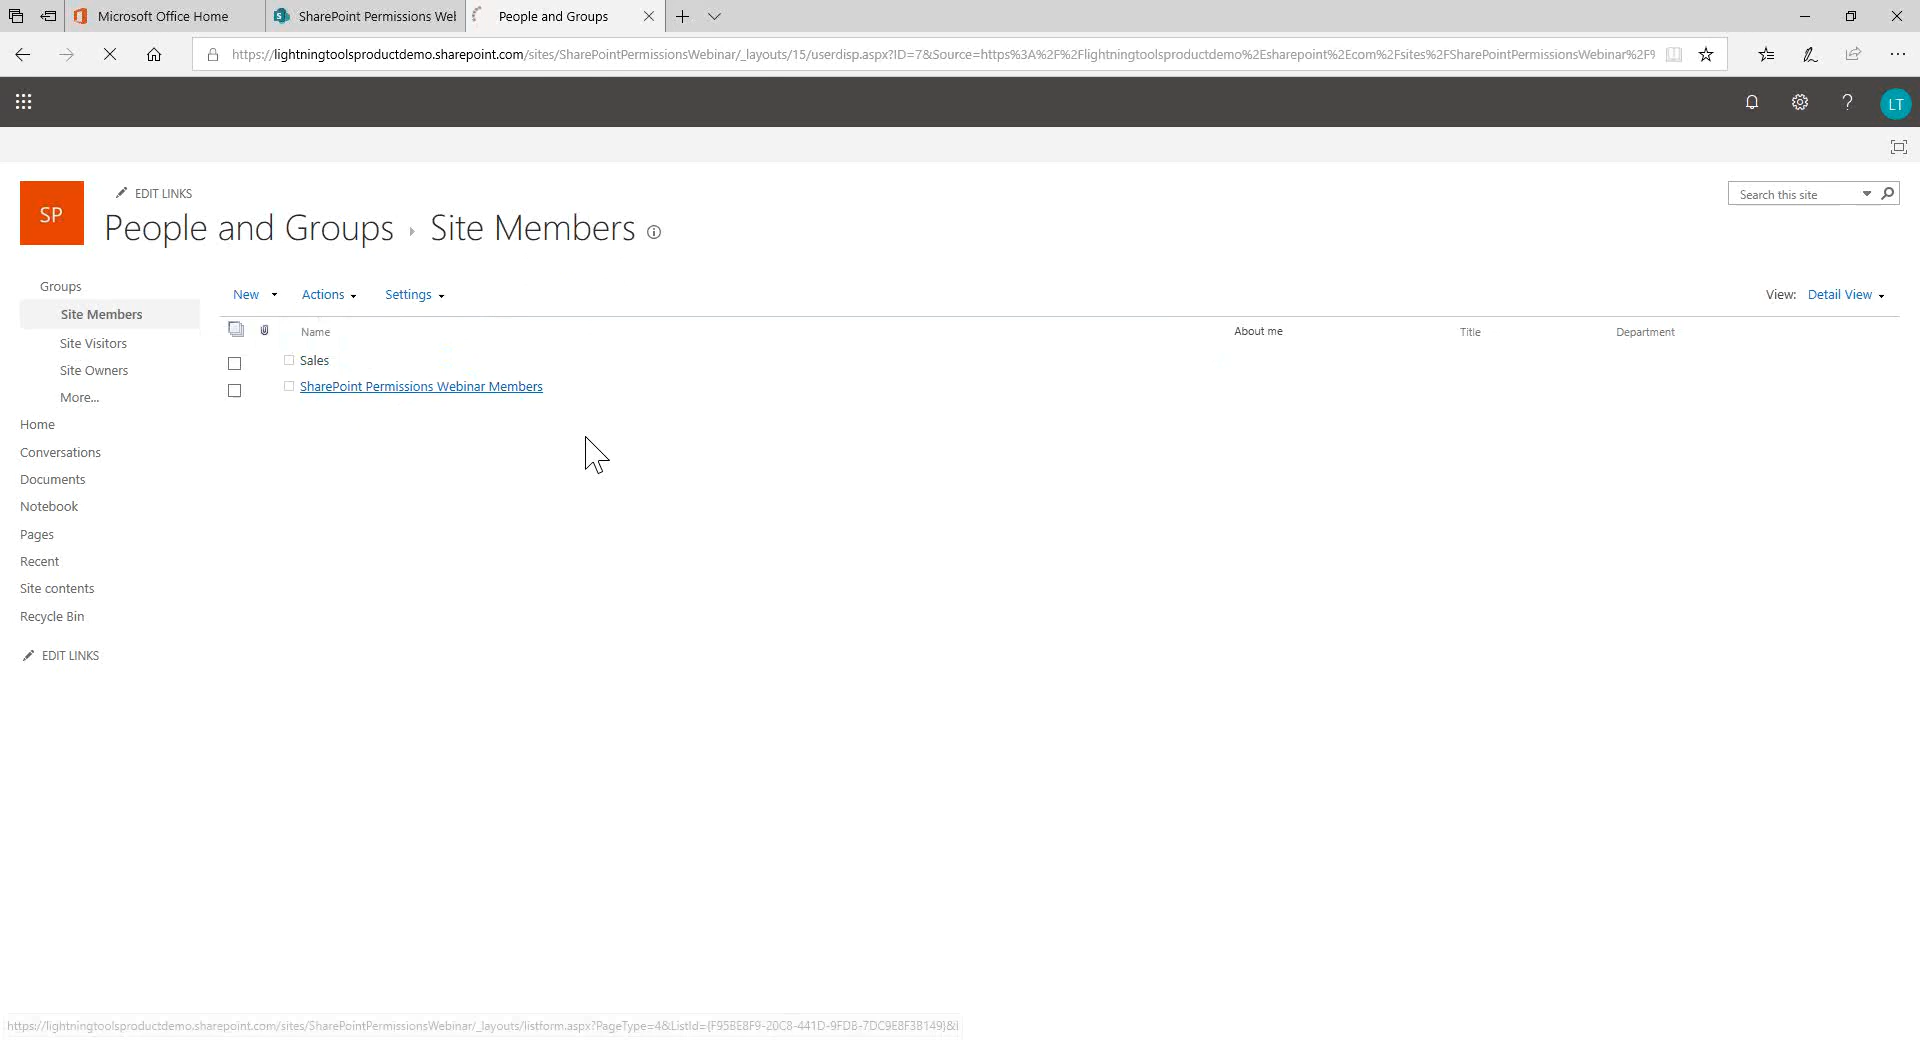 Microsoft Office Home
SharePoint Permissions Wel
People and Groups
https://lightningtoolsproductdemo.sharepoint.com/sites/SharePointPermissionsWebinar/_layouts/15/userdisp.aspx?ID=7&Source=https%3A%2F%2Flightningtoolsproductdemo%2Esharepoint%2Ecom%2Fsites%2FSharePointPermissionsWebinar%2F%
LT
SP
EDIT LINKS
Search this site
People and Groups › Site Members
Groups
Site Members
Site Visitors
Site Owners
More...
Home
Conversations
Documents
Notebook
Pages
Recent
Site contents
Recycle Bin
EDIT LINKS
New Actions Settings
View: Detail View
Name About me Title Department
Sales
SharePoint Permissions Webinar Members
https://lightningtoolsproductdemo.sharepoint.com/sites/SharePointPermissionsWebinar/_layouts/listform.aspx?PageType=4&ListId={F95BE8F9-20C8-441D-9FDB-7DC9E8F3B149}&I